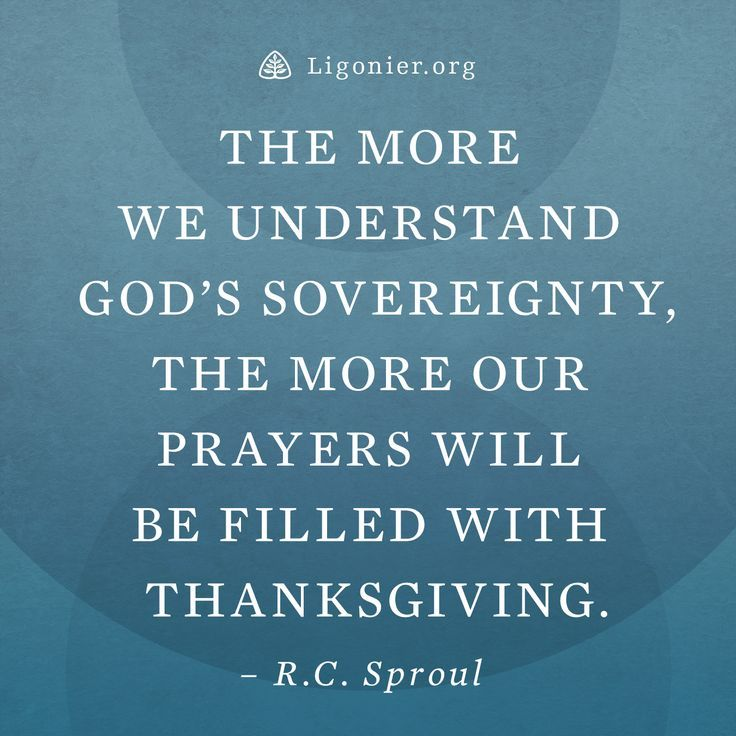 Ligonier.org
THE MORE
WE UNDERSTAND
GOD’S SOVEREIGNTY,
THE MORE OUR
PRAYERS WILL
BE FILLED WITH
THANKSGIVING.
– R.C. Sproul